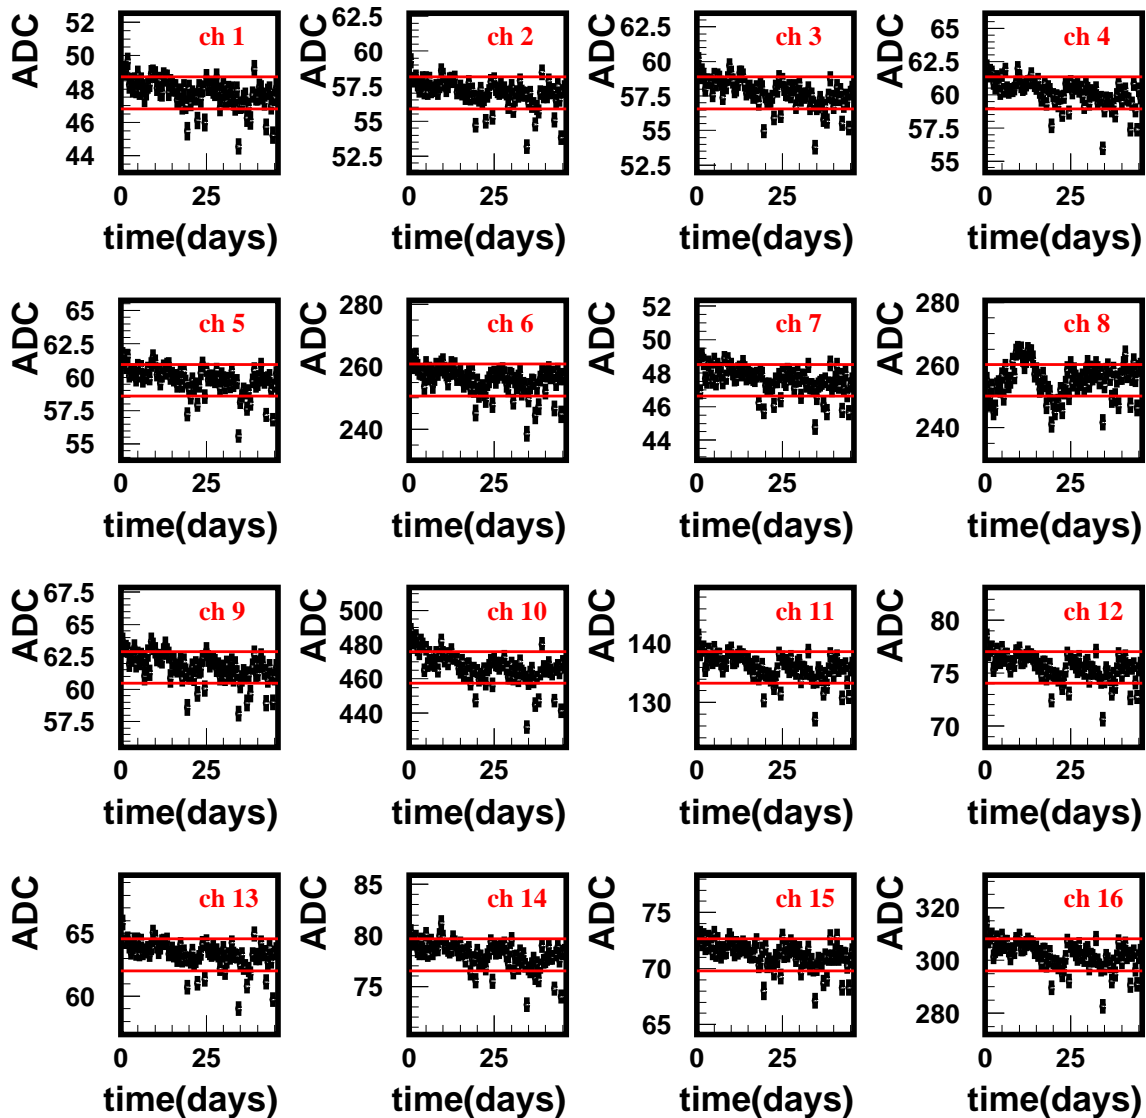 ADC 52 50 48 46 44 ch 1 0 25 time(days)
ADC 62.5 60 57.5 55 52.5 ch 2 0 25 time(days)
ADC 62.5 60 57.5 55 52.5 ch 3 0 25 time(days)
ADC 65 62.5 60 57.5 55 ch 4 0 25 time(days)
ADC 65 62.5 60 57.5 55 ch 5 0 25 time(days)
ADC 280 260 240 ch 6 0 25 time(days)
ADC 52 50 48 46 44 ch 7 0 25 time(days)
ADC 280 260 240 ch 8 0 25 time(days)
ADC 67.5 65 62.5 60 57.5 ch 9 0 25 time(days)
ADC 500 480 460 440 ch 10 0 25 time(days)
ADC 140 130 ch 11 0 25 time(days)
ADC 80 75 70 ch 12 0 25 time(days)
ADC 65 60 ch 13 0 25 time(days)
ADC 85 80 75 ch 14 0 25 time(days)
ADC 75 70 65 ch 15 0 25 time(days)
ADC 320 300 280 ch 16 0 25 time(days)